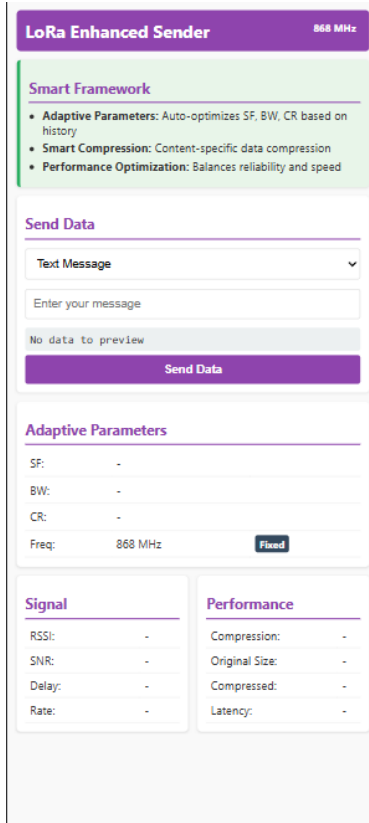 LoRa Enhanced Sender 868 MHz
Smart Framework
• Adaptive Parameters: Auto-optimizes SF, BW, CR based on
history
• Smart Compression: Content-specific data compression
• Performance Optimization: Balances reliability and speed
Send Data
Text Message
Enter your message
No data to preview
Send Data
Adaptive Parameters
SF: -
BW: -
CR: -
Freq: 868 MHz Fixed
Signal
RSSI: -
SNR: -
Delay: -
Rate: -
Performance
Compression: -
Original Size: -
Compressed: -
Latency: -